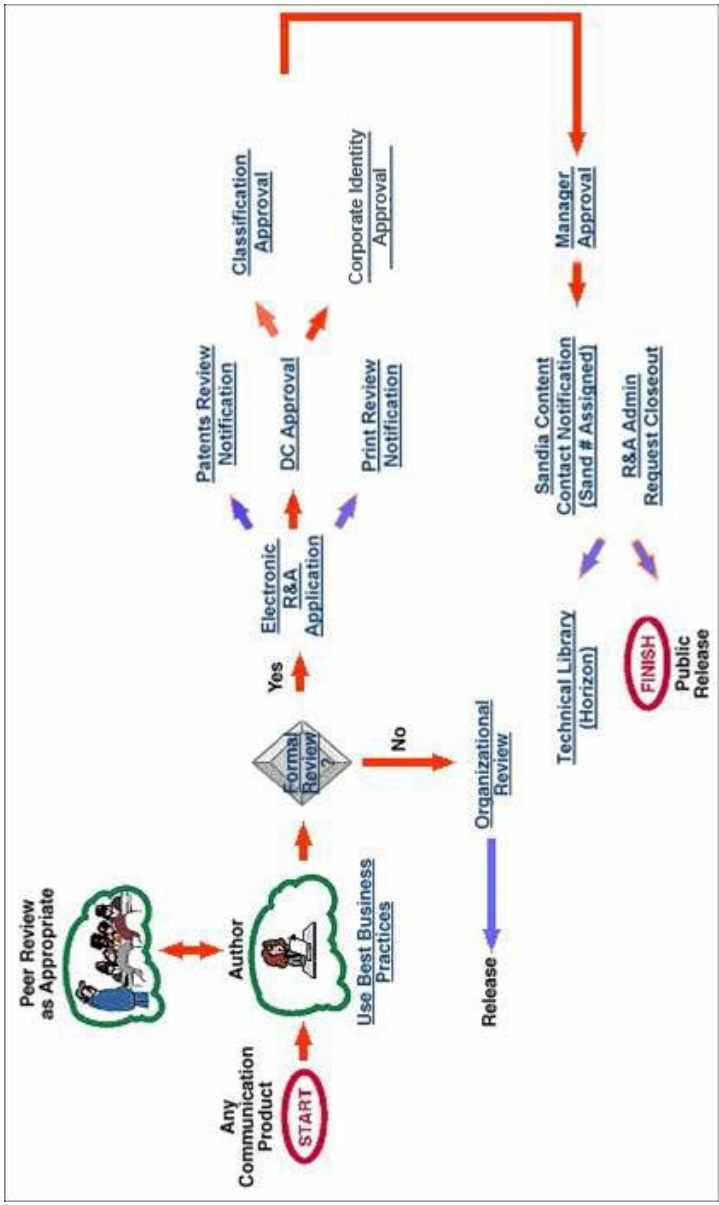 Any
Communication
Product
START
Peer Review
as Appropriate
Author
Use Best Business
Practices
Formal
Review
?
Yes
No
Organizational
Review
Release
Electronic
R&A
Application
Patents Review
Notification
DC Approval
Print Review
Notification
Classification
Approval
Corporate Identity
Approval
Manager
Approval
Sandia Content
Contact Notification
(Sand # Assigned)
R&A Admin
Request Closeout
Technical Library
(Horizon)
FINISH
Public
Release